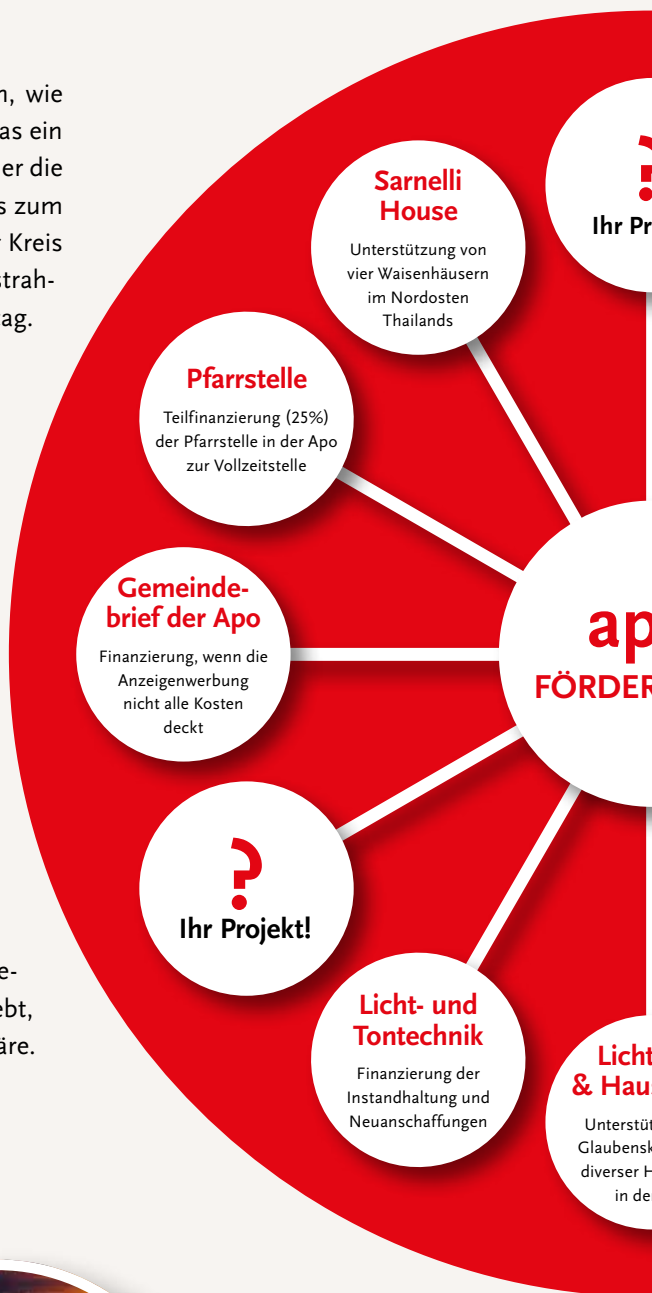 wie
as ein
er die
s zum
Kreis
strah-
ag.
Sarnelli
House
Unterstützung von
vier Waisenhäusern
im Nordosten
Thailands
?
Ihr Pr
Pfarrstelle
Teilfinanzierung (25%)
der Pfarrstelle in der Apo
zur Vollzeitstelle
Gemeinde-
brief der Apo
Finanzierung, wenn die
Anzeigenwerbung
nicht alle Kosten
deckt
ap
FÖRDER
?
Ihr Projekt!
Licht- und
Tontechnik
Finanzierung der
Instandhaltung und
Neuanschaffungen
Licht
& Haus
Unterstüt
Glaubensk
diverser H
in de
e-
ebt,
äre.